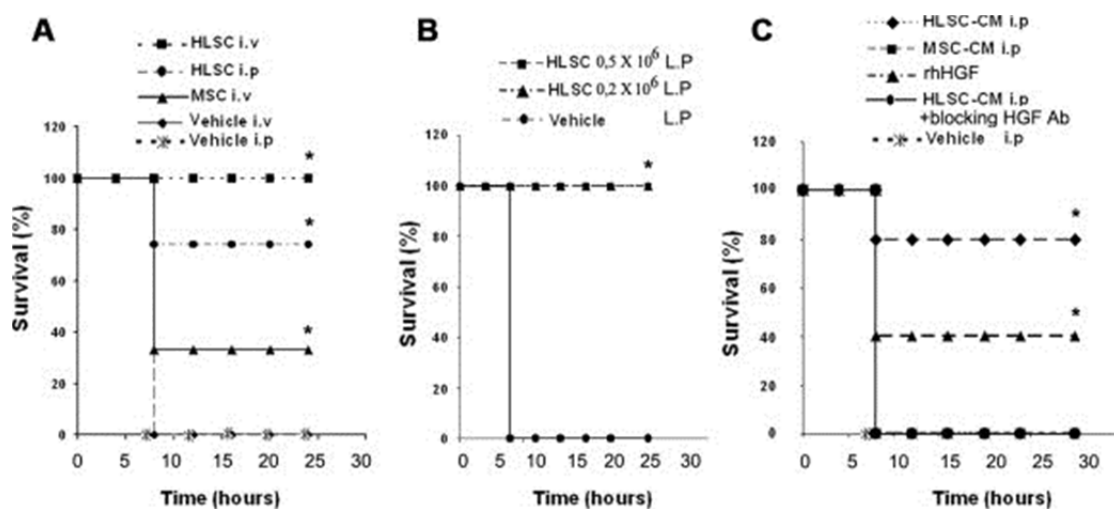 A
HLSC i.v
HLSC i.p
MSC i.v
Vehicle i.v
Vehicle i.p
120
100
80
60
40
20
0
Survival (%)
*
*
*
0 5 10 15 20 25 30
Time (hours)
B
HLSC 0,5 X 10⁶ L.P
HLSC 0,2 X 10⁶ L.P
Vehicle L.P
120
100
80
60
40
20
0
Survival (%)
*
0 5 10 15 20 25 30
Time (hours)
C
HLSC-CM i.p
MSC-CM i.p
rhHGF
HLSC-CM i.p
+blocking HGF Ab
Vehicle i.p
120
100
80
60
40
20
0
Survival (%)
*
*
0 5 10 15 20 25 30
Time (hours)